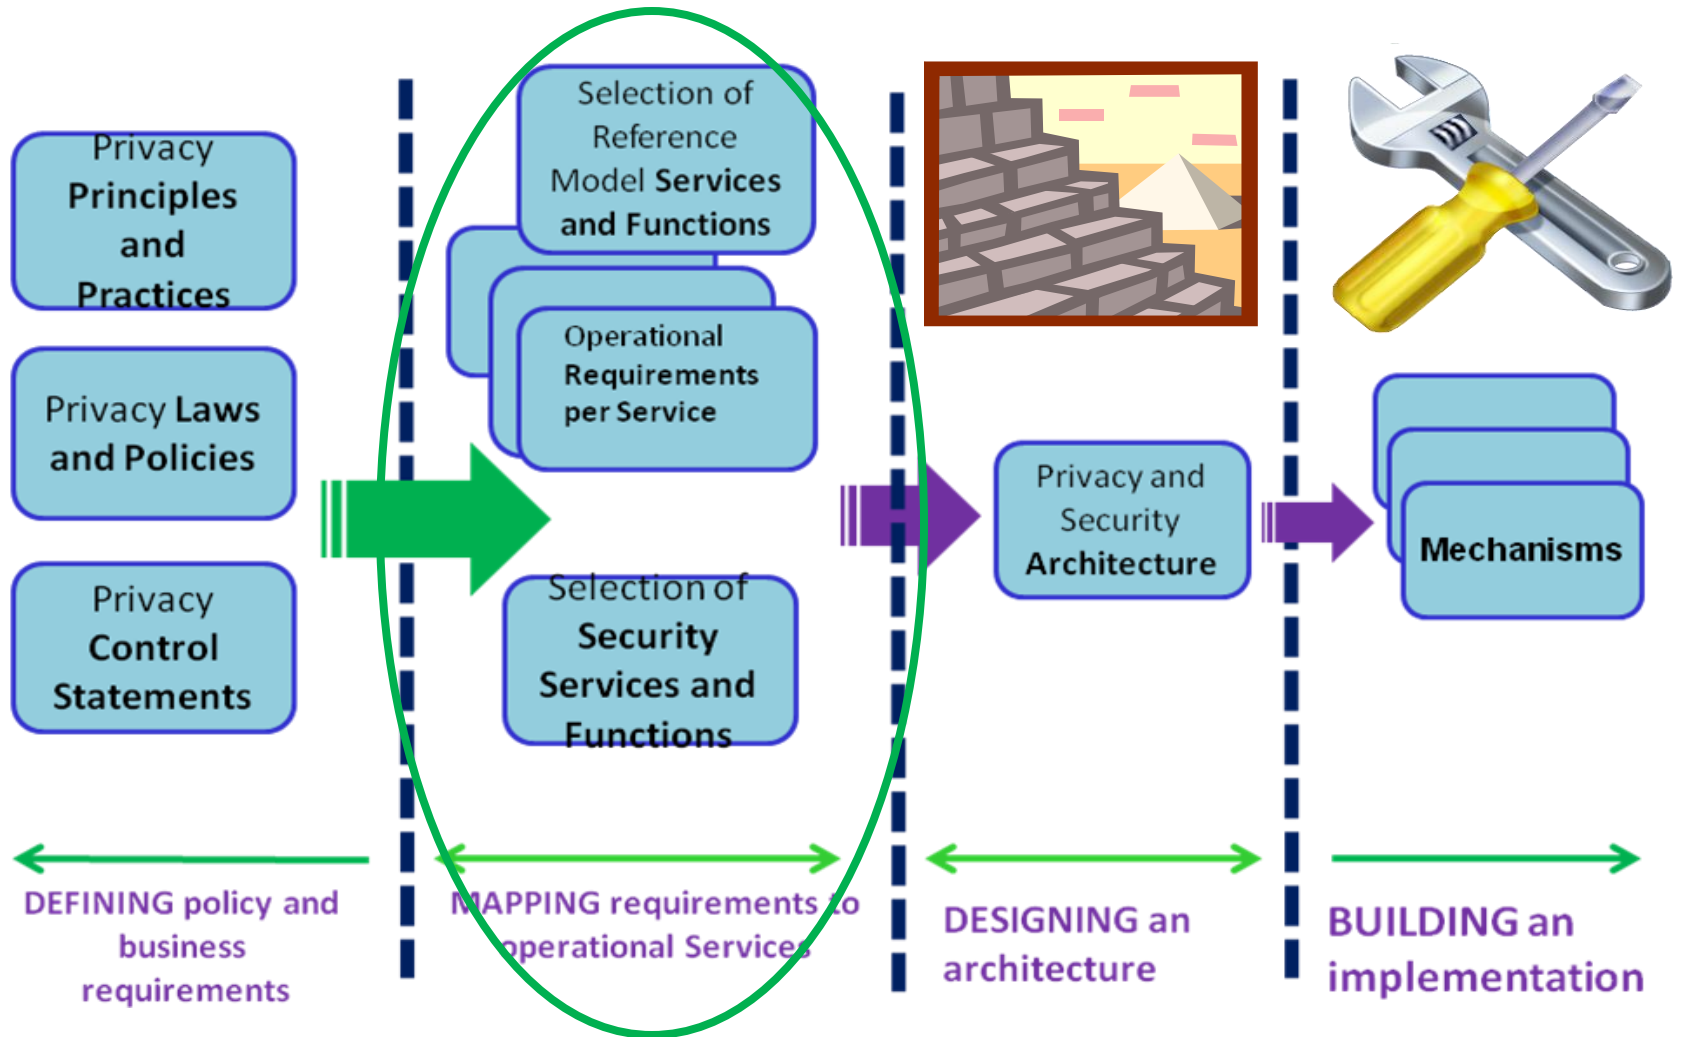 Privacy
Principles
and
Practices
Privacy Laws
and Policies
Privacy
Control
Statements
DEFINING policy and
business
requirements
Selection of
Reference
Model Services
and Functions
Operational
Requirements
per Service
Selection of
Security
Services and
Functions
MAPPING requirements to
operational Services
Privacy and
Security
Architecture
DESIGNING an
architecture
Mechanisms
BUILDING an
implementation